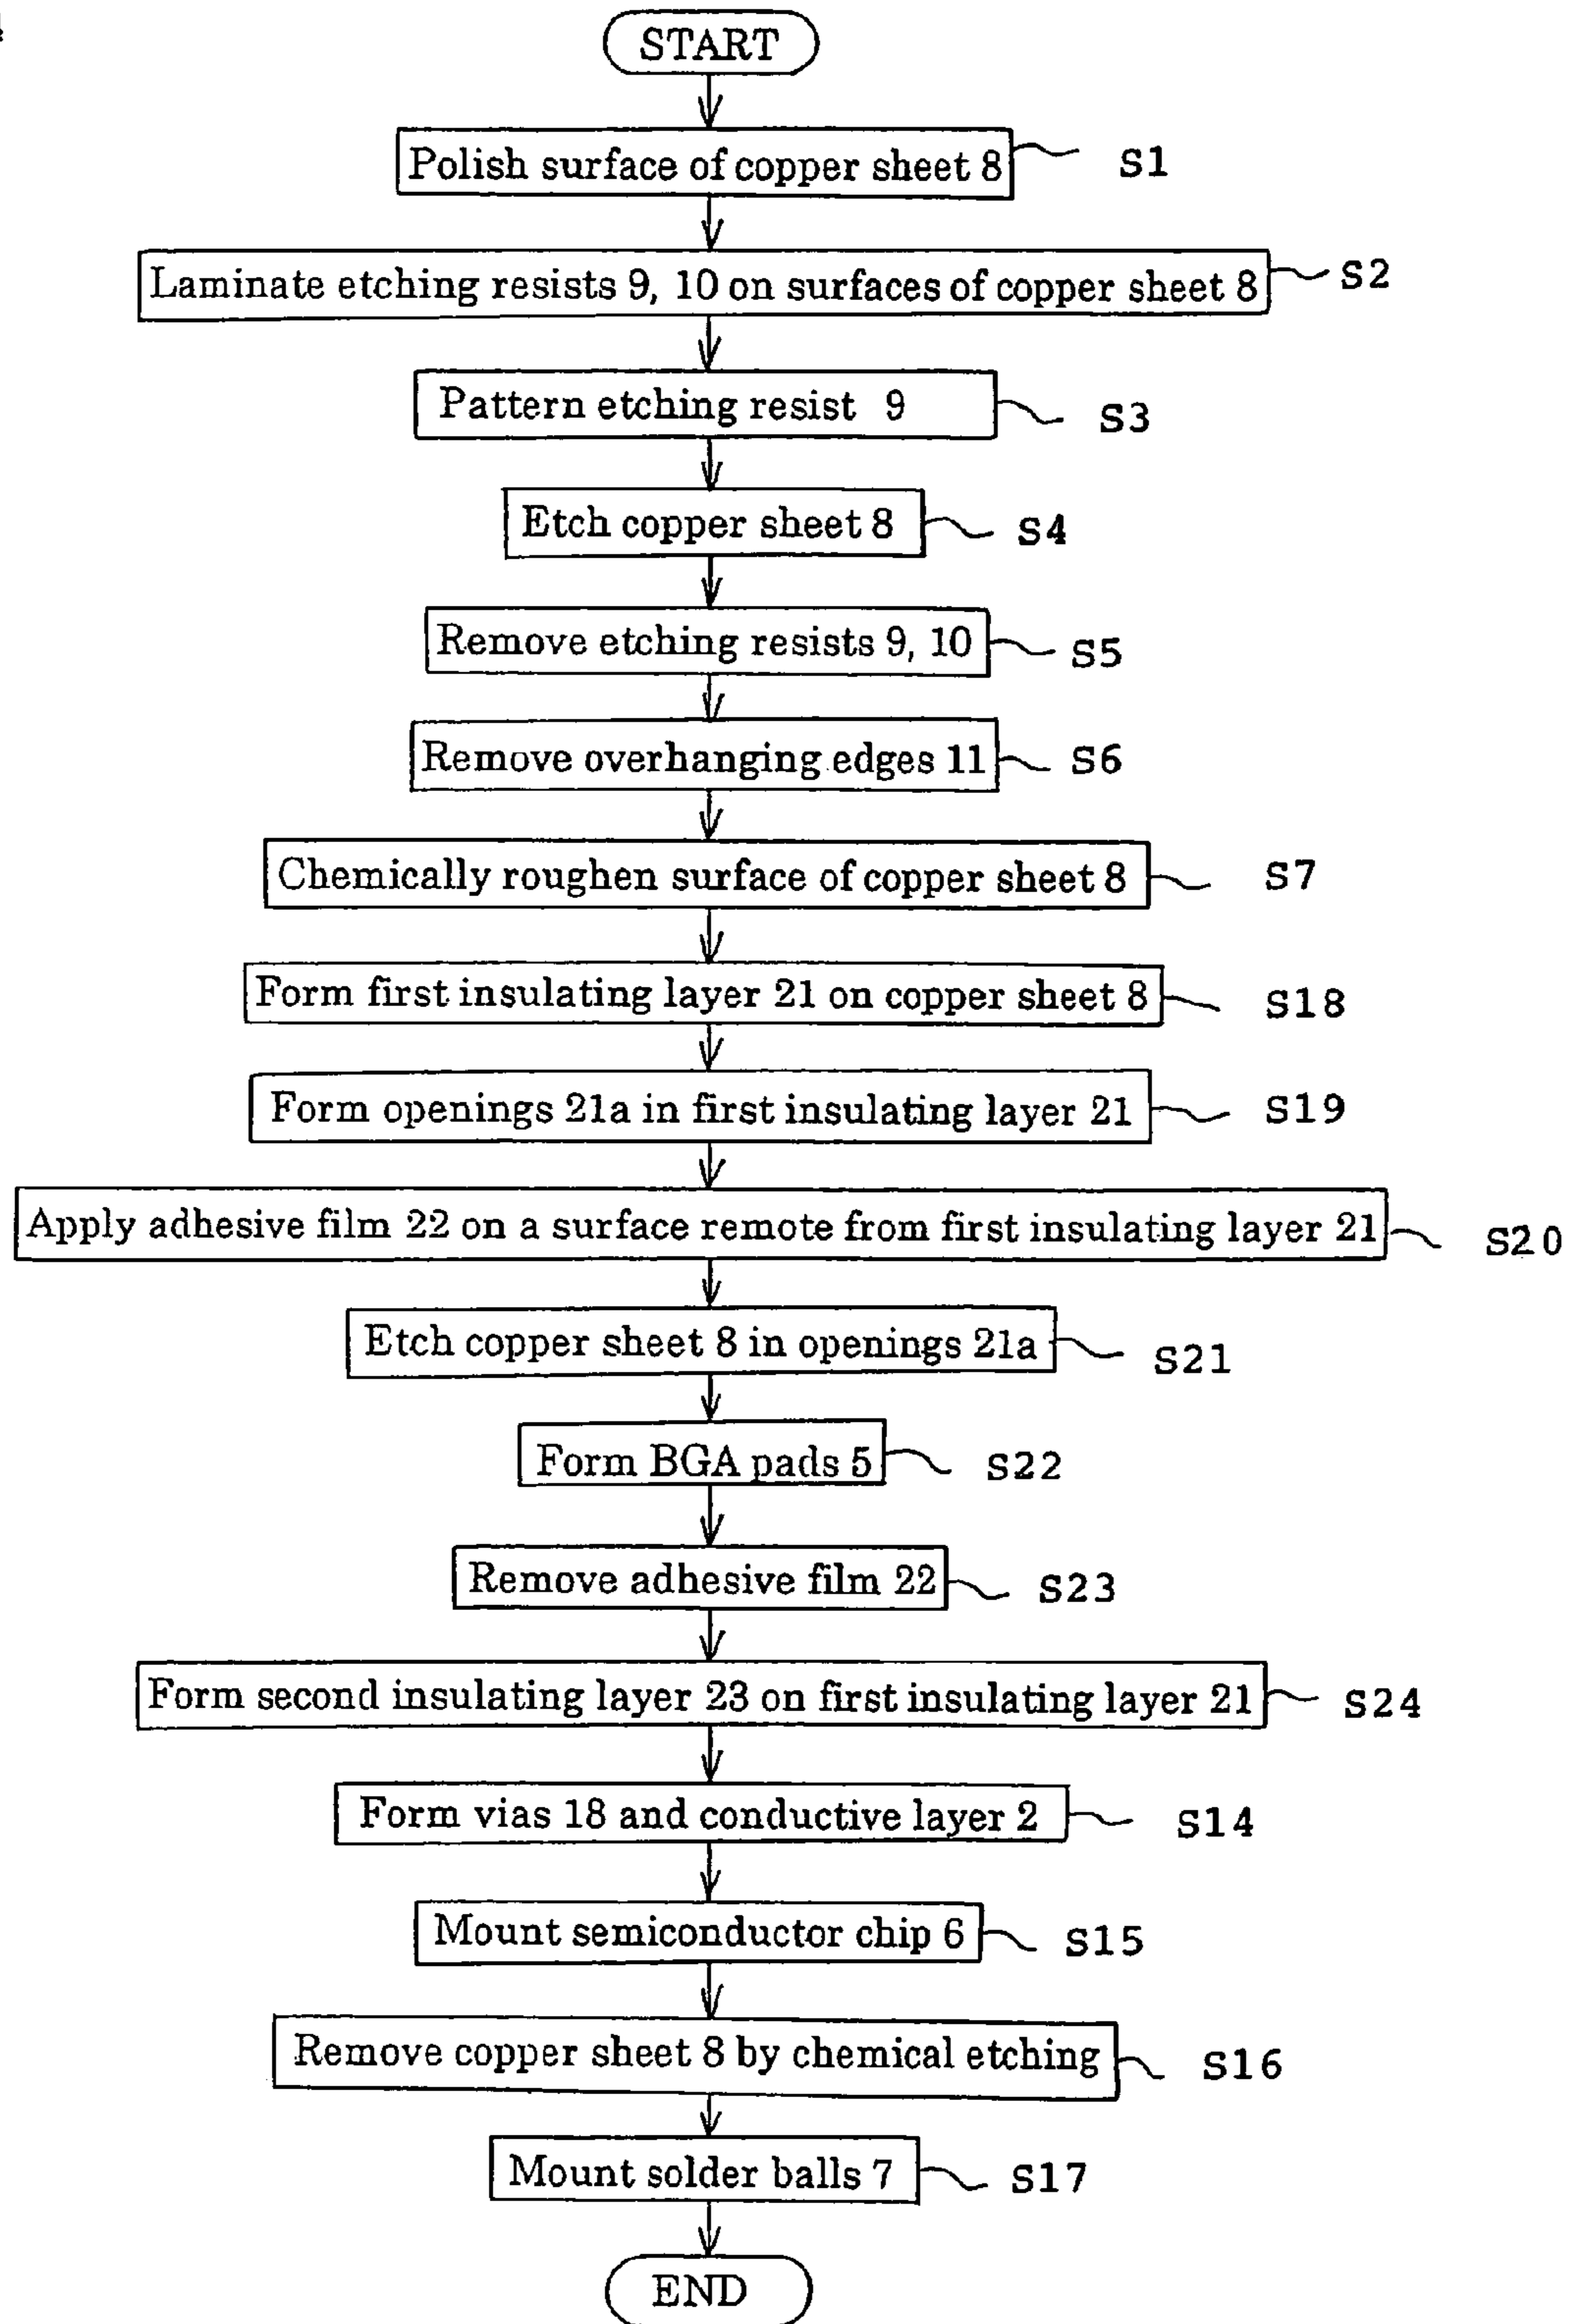 START
Polish surface of copper sheet 8 S1
Laminate etching resists 9, 10 on surfaces of copper sheet 8 S2
Pattern etching resist 9 S3
Etch copper sheet 8 S4
Remove etching resists 9, 10 S5
Remove overhanging edges 11 S6
Chemically roughen surface of copper sheet 8 S7
Form first insulating layer 21 on copper sheet 8 S18
Form openings 21a in first insulating layer 21 S19
Apply adhesive film 22 on a surface remote from first insulating layer 21 S20
Etch copper sheet 8 in openings 21a S21
Form BGA pads 5 S22
Remove adhesive film 22 S23
Form second insulating layer 23 on first insulating layer 21 S24
Form vias 18 and conductive layer 2 S14
Mount semiconductor chip 6 S15
Remove copper sheet 8 by chemical etching S16
Mount solder balls 7 S17
END